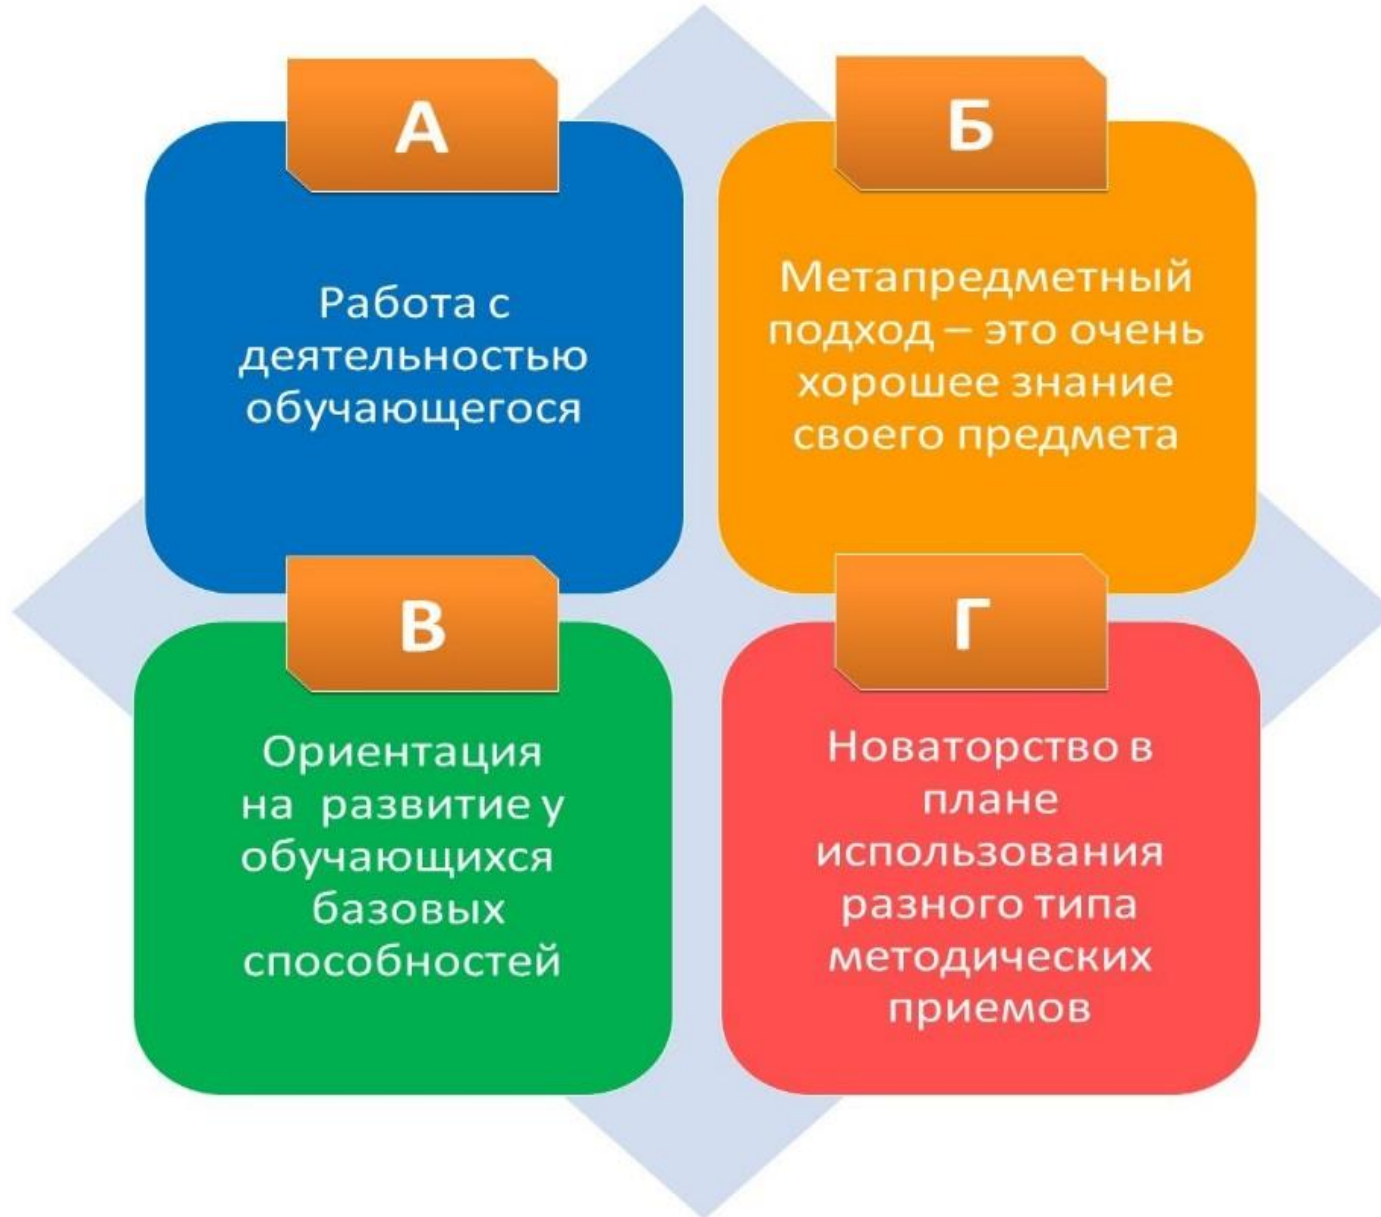 А
Работа с
деятельностью
обучающегося
Б
Метапредметный
подход – это очень
хорошее знание
своего предмета
В
Ориентация
на развитие у
обучающихся
базовых
способностей
Г
Новаторство в
плане
использования
разного типа
методических
приемов